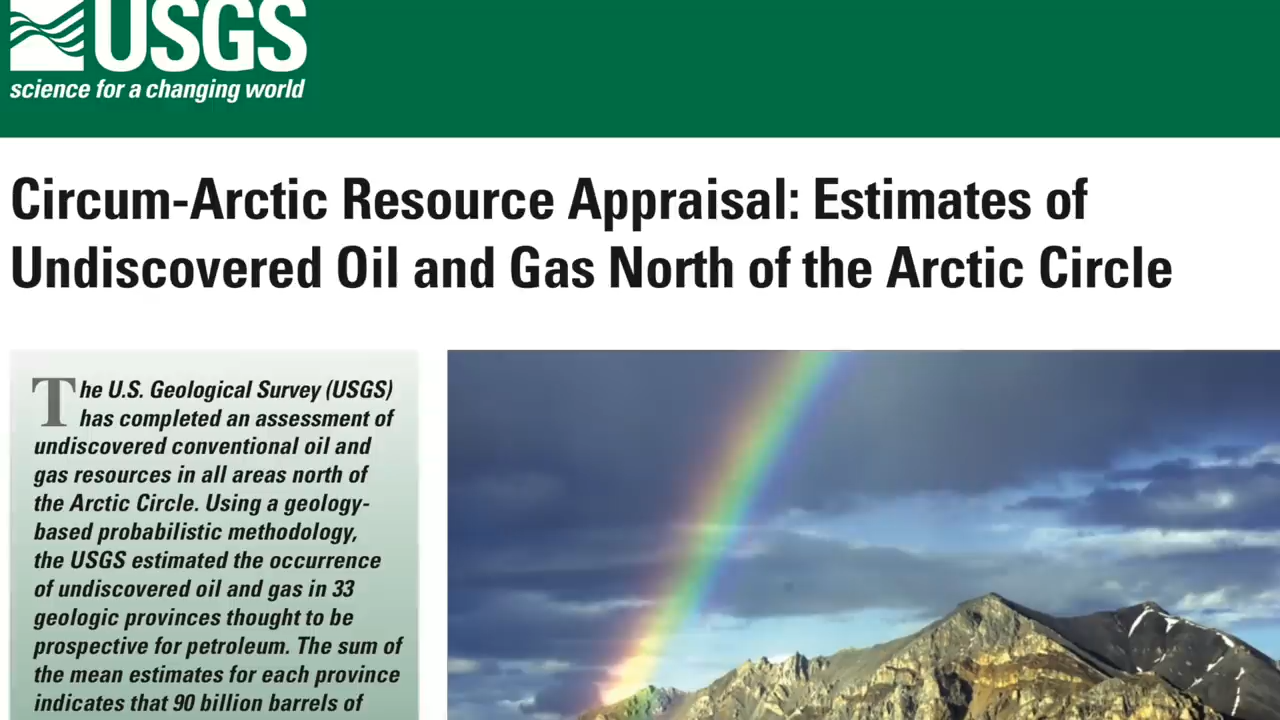 USGS
science for a changing world
Circum-Arctic Resource Appraisal: Estimates of
Undiscovered Oil and Gas North of the Arctic Circle
The U.S. Geological Survey (USGS)
has completed an assessment of
undiscovered conventional oil and
gas resources in all areas north of
the Arctic Circle. Using a geology-
based probabilistic methodology,
the USGS estimated the occurrence
of undiscovered oil and gas in 33
geologic provinces thought to be
prospective for petroleum. The sum of
the mean estimates for each province
indicates that 90 billion barrels of